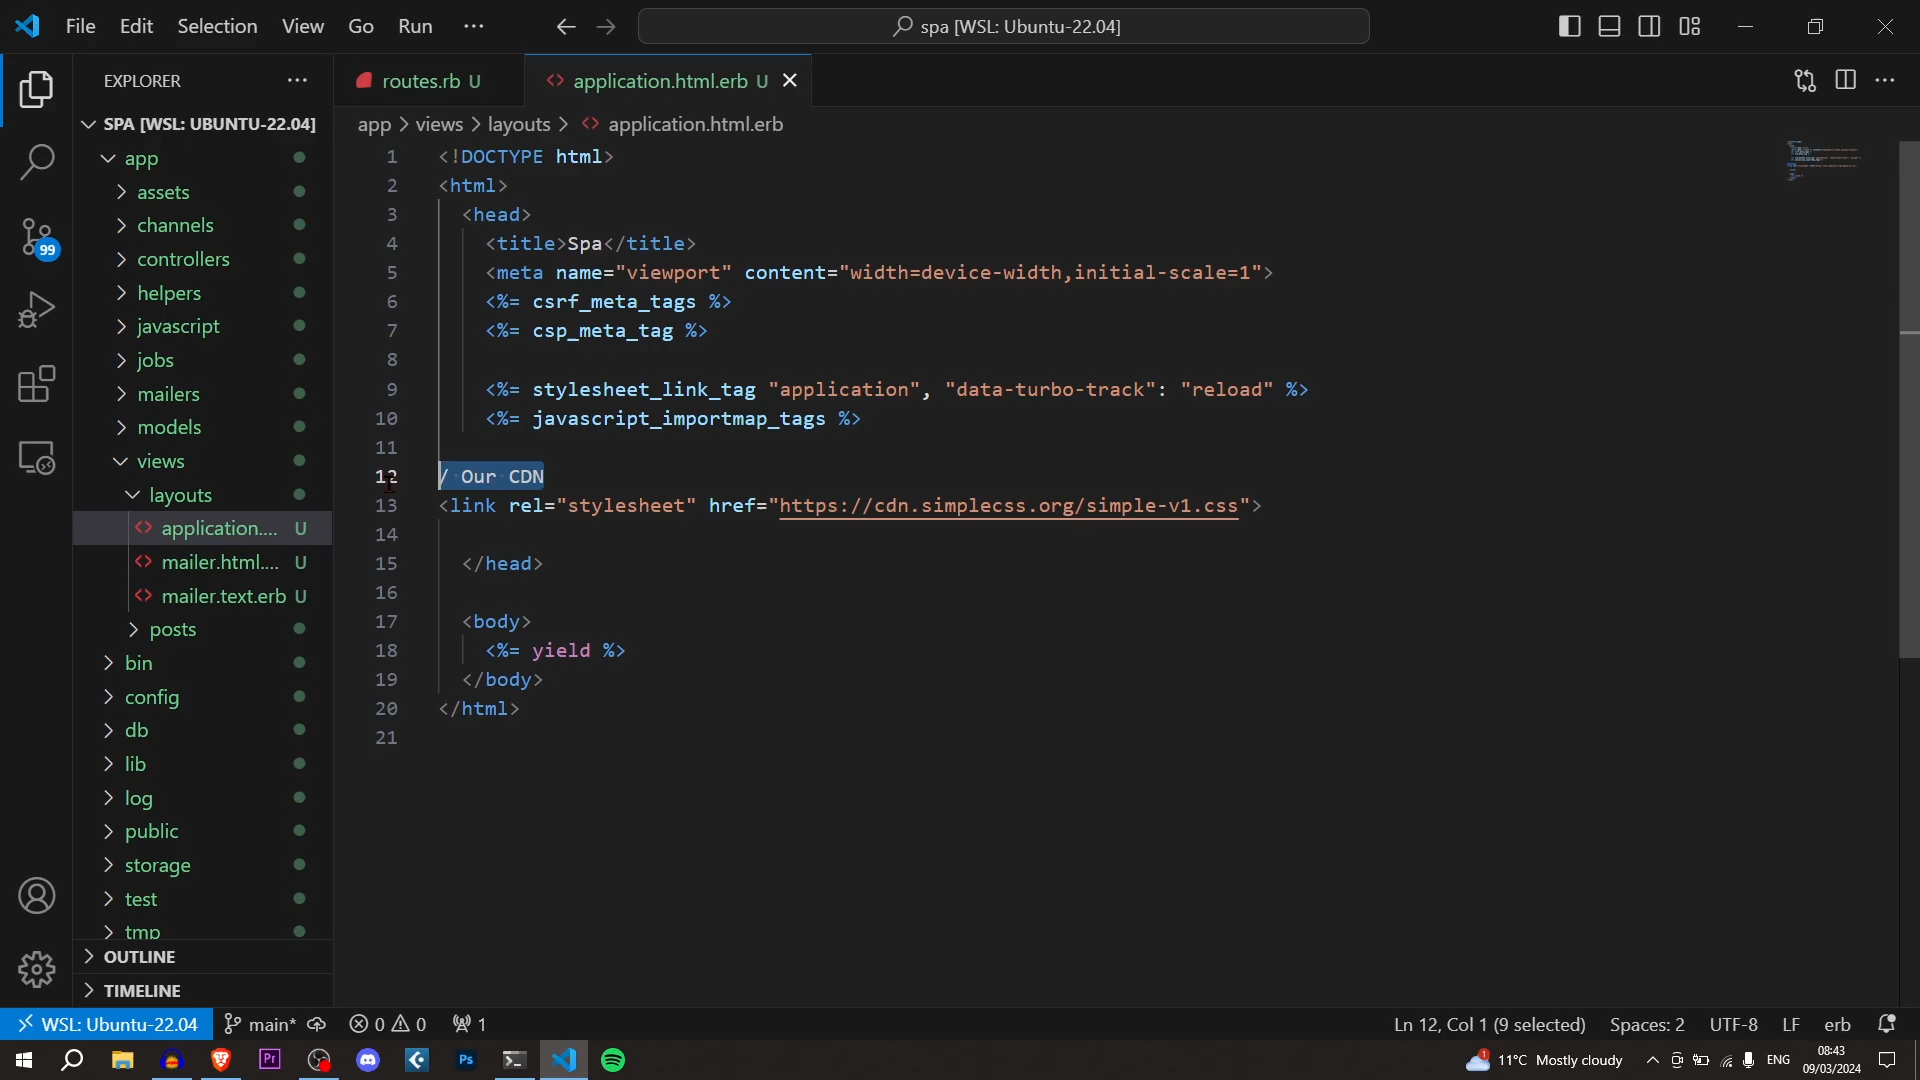 File Edit Selection View Go Run ···
spa [WSL: Ubuntu-22.04]
EXPLORER
routes.rb U
application.html.erb U
SPA [WSL: UBUNTU-22.04]
app > views > layouts > application.html.erb
app
assets
channels
controllers
helpers
javascript
jobs
mailers
models
views
layouts
application.... U
mailer.html.... U
mailer.text.erb U
posts
bin
config
db
lib
log
public
storage
test
tmp
OUTLINE
TIMELINE
99
1 <!DOCTYPE html>
2 <html>
3 <head>
4 <title>Spa</title>
5 <meta name="viewport" content="width=device-width,initial-scale=1">
6 <%= csrf_meta_tags %>
7 <%= csp_meta_tag %>
8
9 <%= stylesheet_link_tag "application", "data-turbo-track": "reload" %>
10 <%= javascript_importmap_tags %>
11
12 / Our CDN
13 <link rel="stylesheet" href="https://cdn.simplecss.org/simple-v1.css">
14
15 </head>
16
17 <body>
18 <%= yield %>
19 </body>
20 </html>
21
WSL: Ubuntu-22.04 main* 0 0 1
Ln 12, Col 1 (9 selected) Spaces: 2 UTF-8 LF erb
Pr
Ps
1
11°C Mostly cloudy
ENG
08:43
09/03/2024